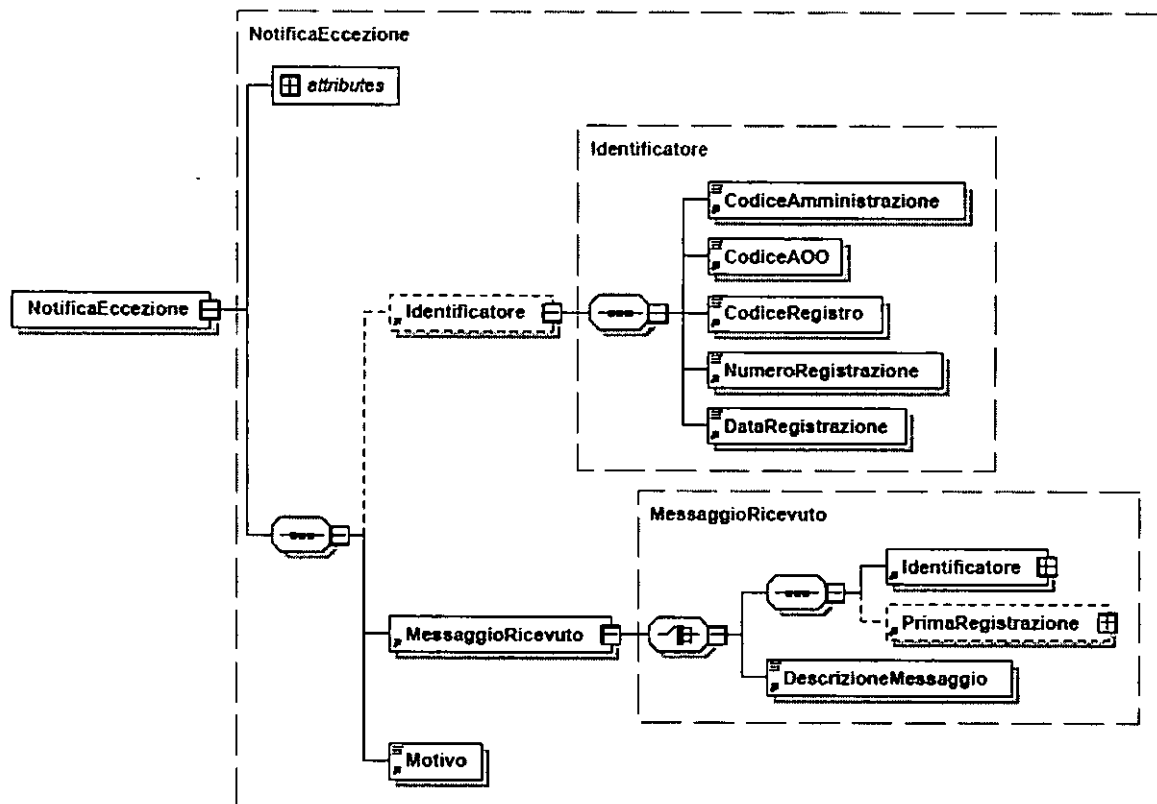 NotificaEccezione
attributes
Identificatore
CodiceAmministrazione
CodiceAOO
NotificaEccezione
Identificatore
CodiceRegistro
NumeroRegistrazione
DataRegistrazione
MessaggioRicevuto
Identificatore
PrimaRegistrazione
MessaggioRicevuto
DescrizioneMessaggio
Motivo